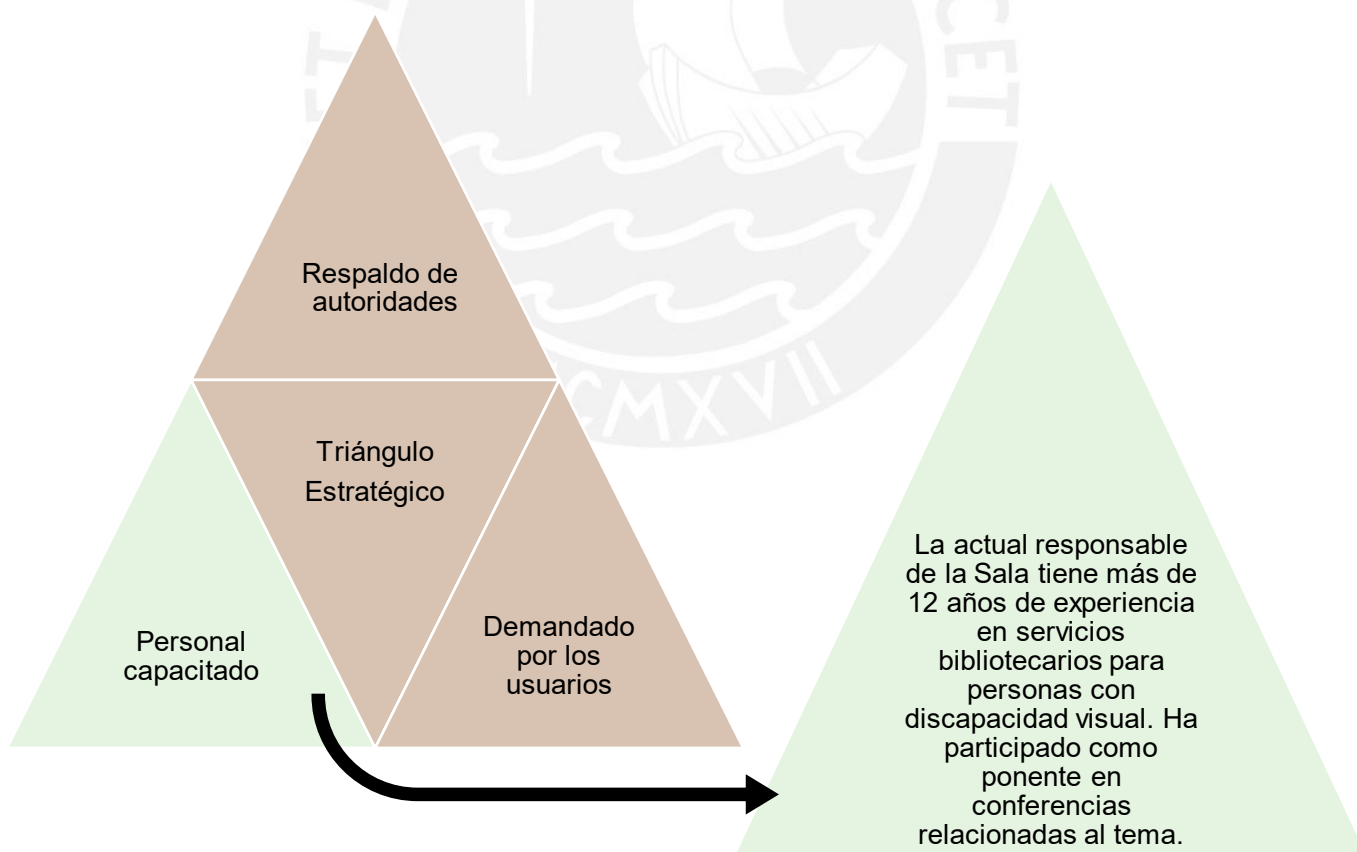 Respaldo de
autoridades
Triángulo
Estratégico
Personal
capacitado
Demandado
por los
usuarios
La actual responsable
de la Sala tiene más de
12 años de experiencia
en servicios
bibliotecarios para
personas con
discapacidad visual. Ha
participado como
ponente en
conferencias
relacionadas al tema.